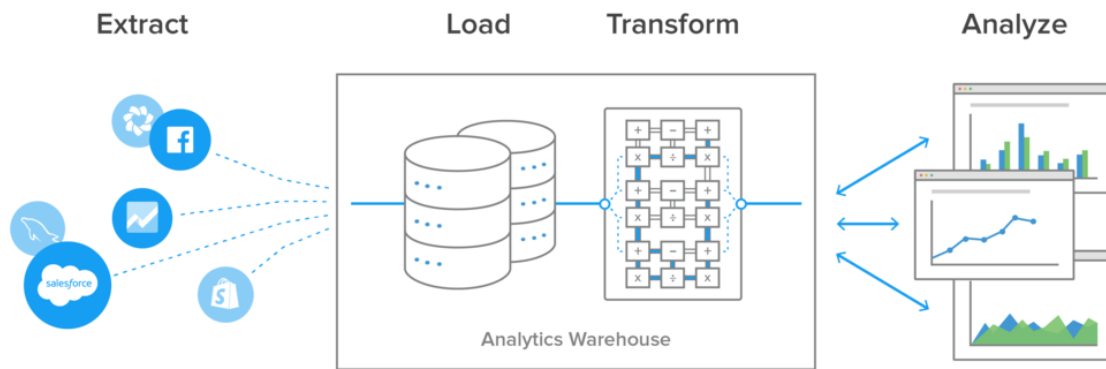 Extract
Load
Transform
Analyze
+ - +
x ÷ x
+ - +
x ÷ x
+ - +
x ÷ x
f
salesforce
S
Analytics Warehouse